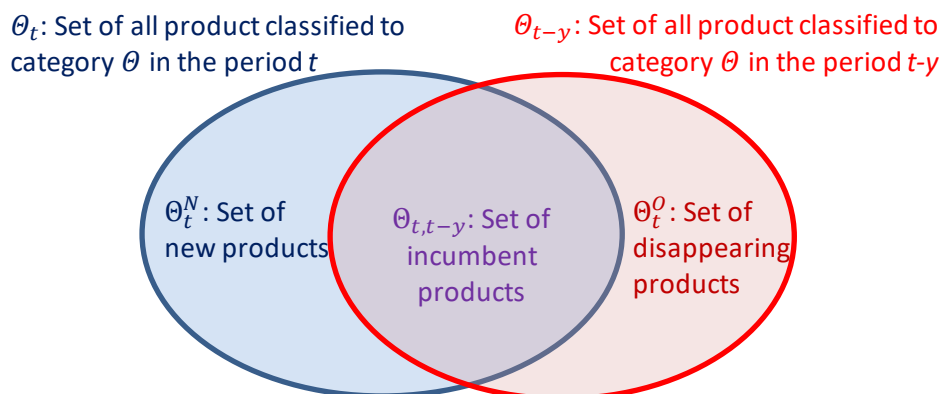 Θ_t: Set of all product classified to
category Θ in the period t
Θ_{t−y}: Set of all product classified to
category Θ in the period t-y
Θ_t^N: Set of
new products
Θ_{t,t−y}: Set of
incumbent
products
Θ_t^O: Set of
disappearing
products